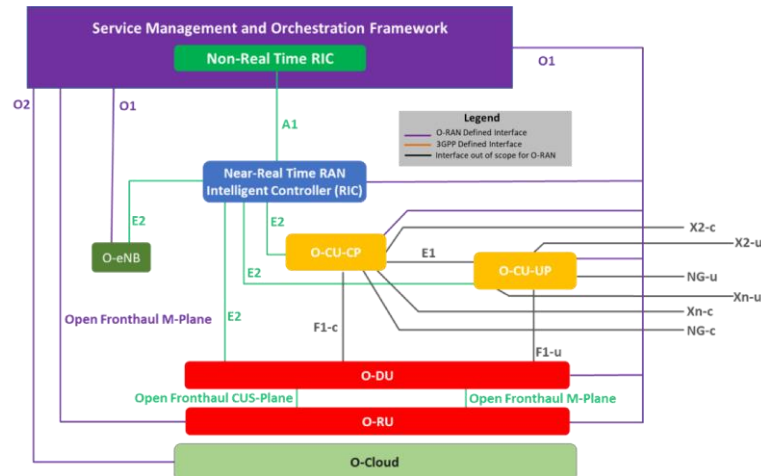 Service Management and Orchestration Framework
Non-Real Time RIC
O1
O2
O1
A1
Legend
O-RAN Defined Interface
3GPP Defined Interface
Interface out of scope for O-RAN
Near-Real Time RAN
Intelligent Controller (RIC)
E2
E2
O-eNB
O-CU-CP
E1
O-CU-UP
X2-c
X2-u
NG-u
Xn-u
Xn-c
NG-c
E2
E2
Open Fronthaul M-Plane
F1-c
F1-u
O-DU
Open Fronthaul CUS-Plane
Open Fronthaul M-Plane
O-RU
O-Cloud